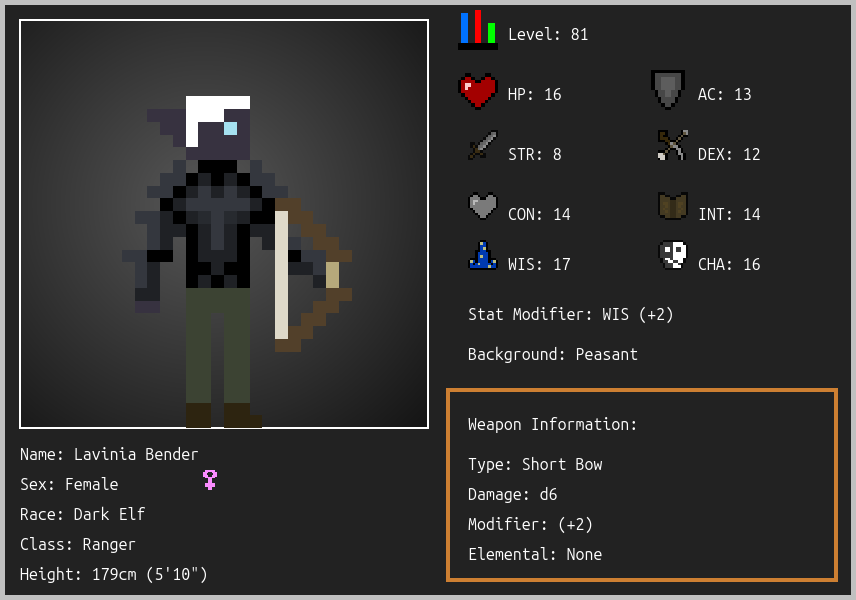 Level: 81
HP: 16
AC: 13
STR: 8
DEX: 12
CON: 14
INT: 14
WIS: 17
CHA: 16
Stat Modifier: WIS (+2)
Background: Peasant
Weapon Information:
Type: Short Bow
Damage: d6
Modifier: (+2)
Elemental: None
Name: Lavinia Bender
Sex: Female
Race: Dark Elf
Class: Ranger
Height: 179cm (5'10")